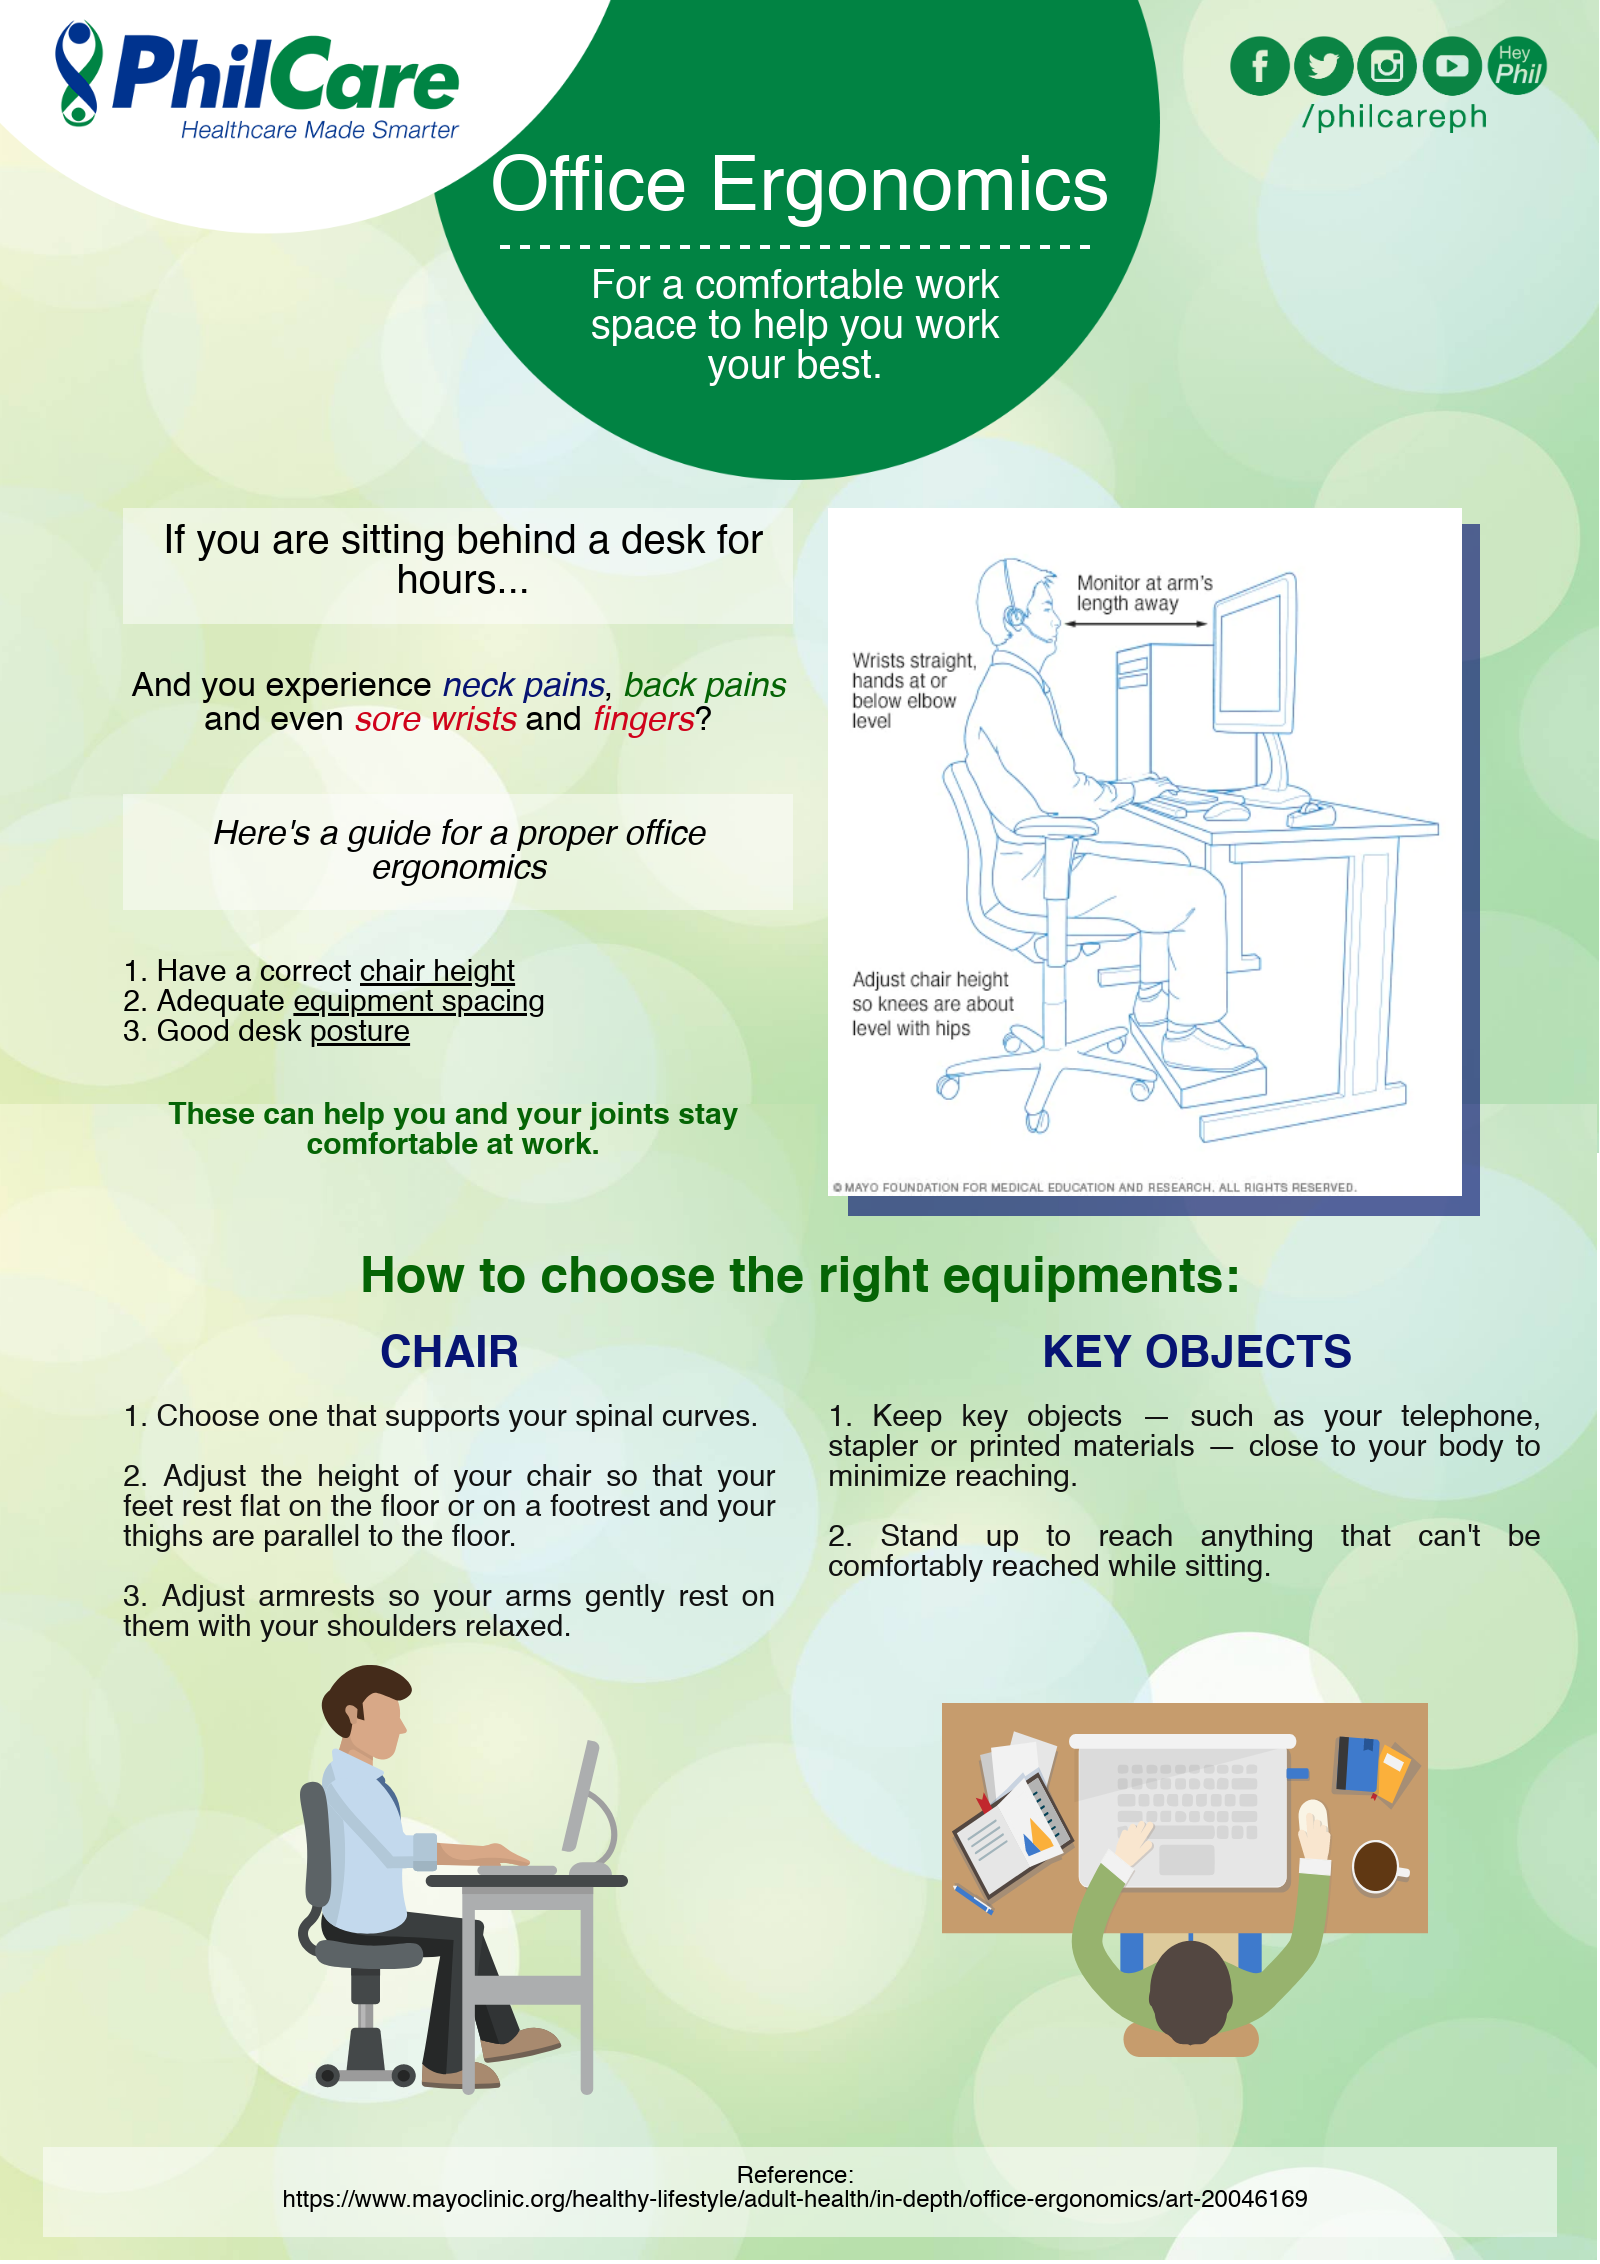 PhilCare
Healthcare Made Smarter
Hey
Phil
/philcareph
Office Ergonomics
For a comfortable work
space to help you work
your best.
If you are sitting behind a desk for
hours...
And you experience neck pains, back pains
and even sore wrists and fingers?
Here's a guide for a proper office
ergonomics
1. Have a correct chair height
2. Adequate equipment spacing
3. Good desk posture
These can help you and your joints stay
comfortable at work.
Monitor at arm's
length away
Wrists straight,
hands at or
below elbow
level
Adjust chair height
so knees are about
level with hips
© MAYO FOUNDATION FOR MEDICAL EDUCATION AND RESEARCH. ALL RIGHTS RESERVED.
How to choose the right equipments:
CHAIR
1. Choose one that supports your spinal curves.
2. Adjust the height of your chair so that your
feet rest flat on the floor or on a footrest and your
thighs are parallel to the floor.
3. Adjust armrests so your arms gently rest on
them with your shoulders relaxed.
KEY OBJECTS
1. Keep key objects — such as your telephone,
stapler or printed materials — close to your body to
minimize reaching.
2. Stand up to reach anything that can't be
comfortably reached while sitting.
Reference:
https://www.mayoclinic.org/healthy-lifestyle/adult-health/in-depth/office-ergonomics/art-20046169